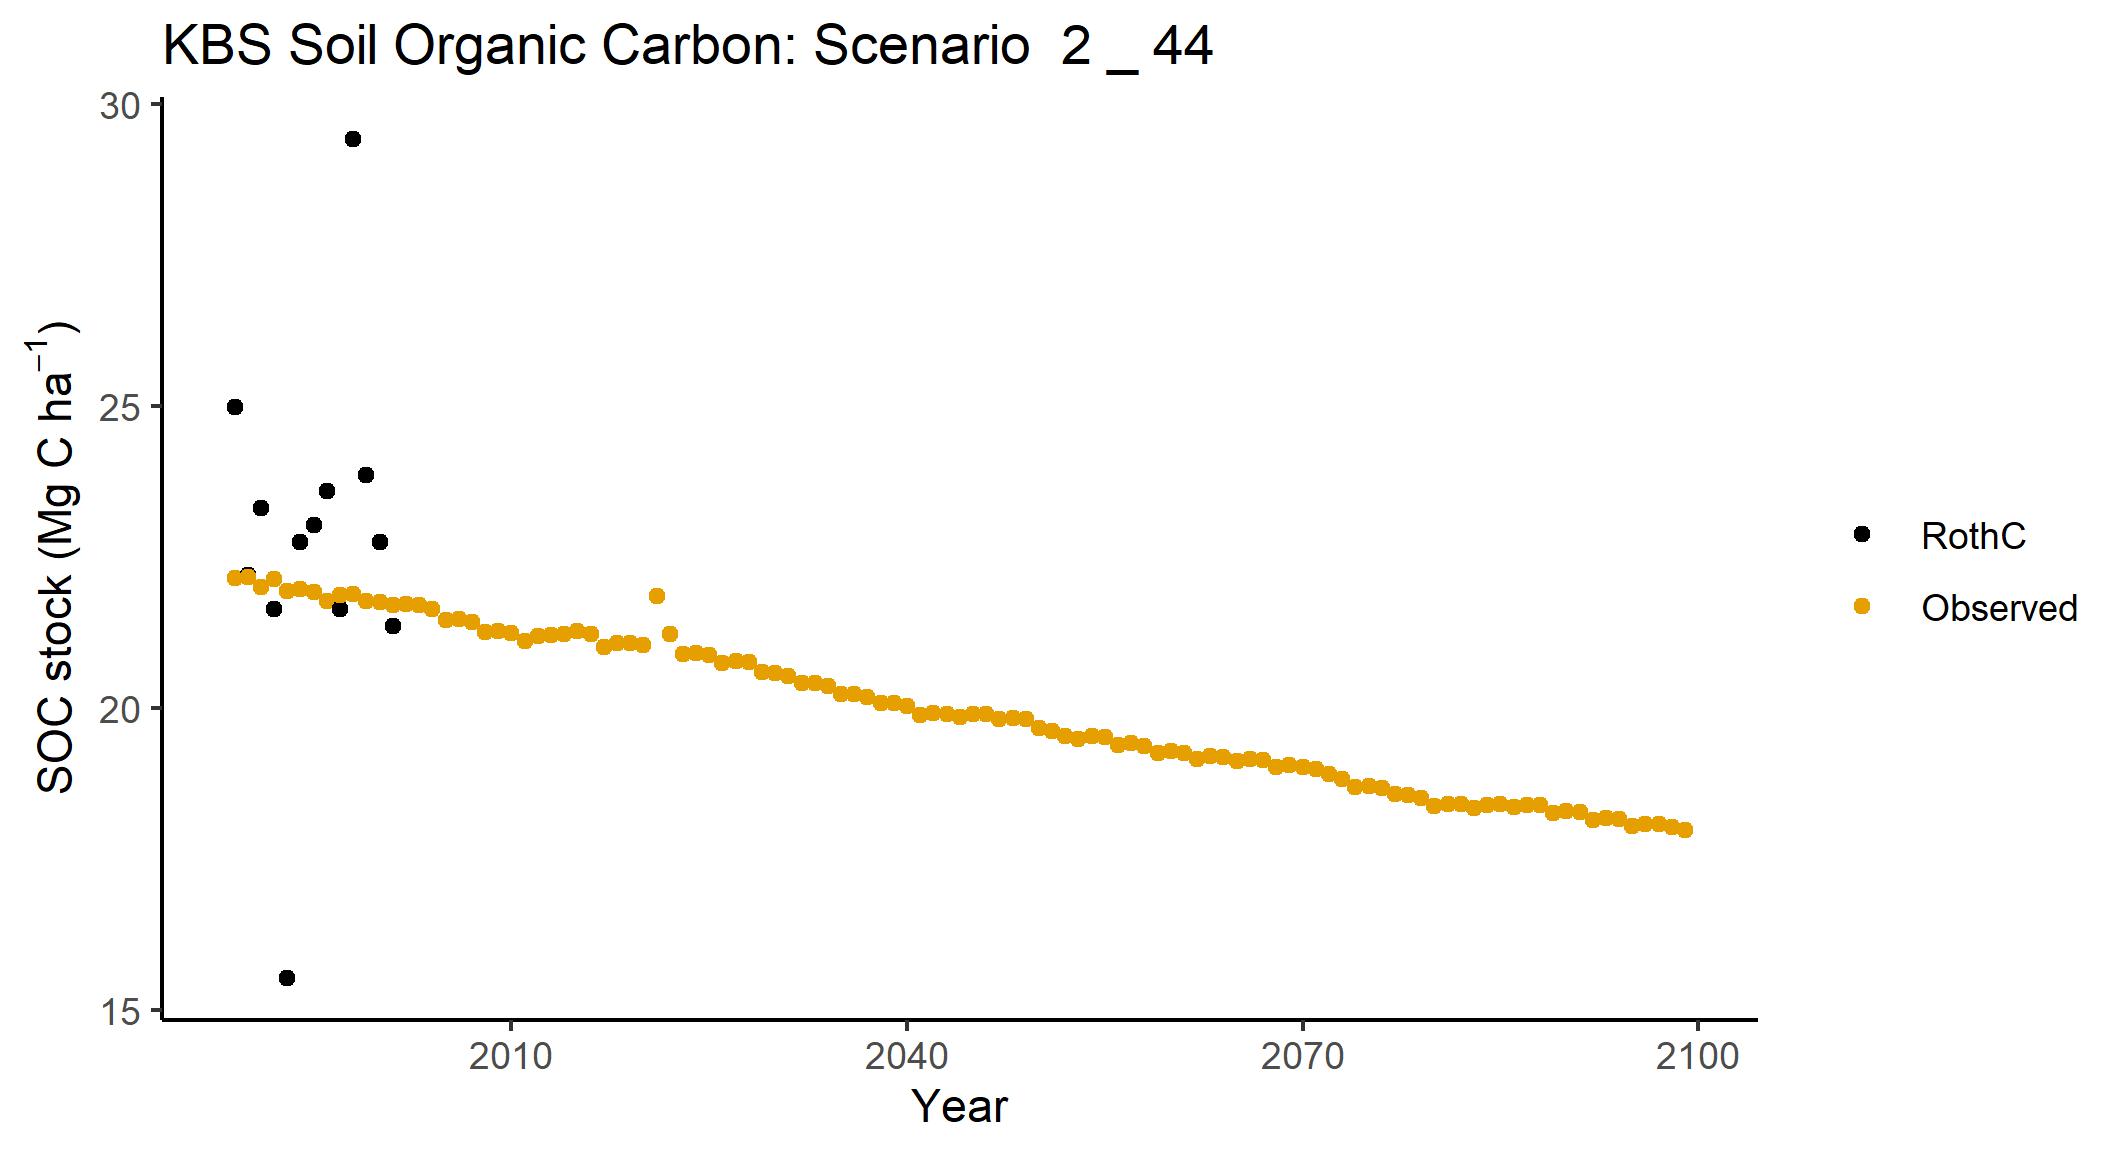 KBS Soil Organic Carbon: Scenario  2 _ 44
30
25
20
15
SOC stock (Mg C ha⁻¹)
2010 2040 2070 2100
Year
RothC
Observed